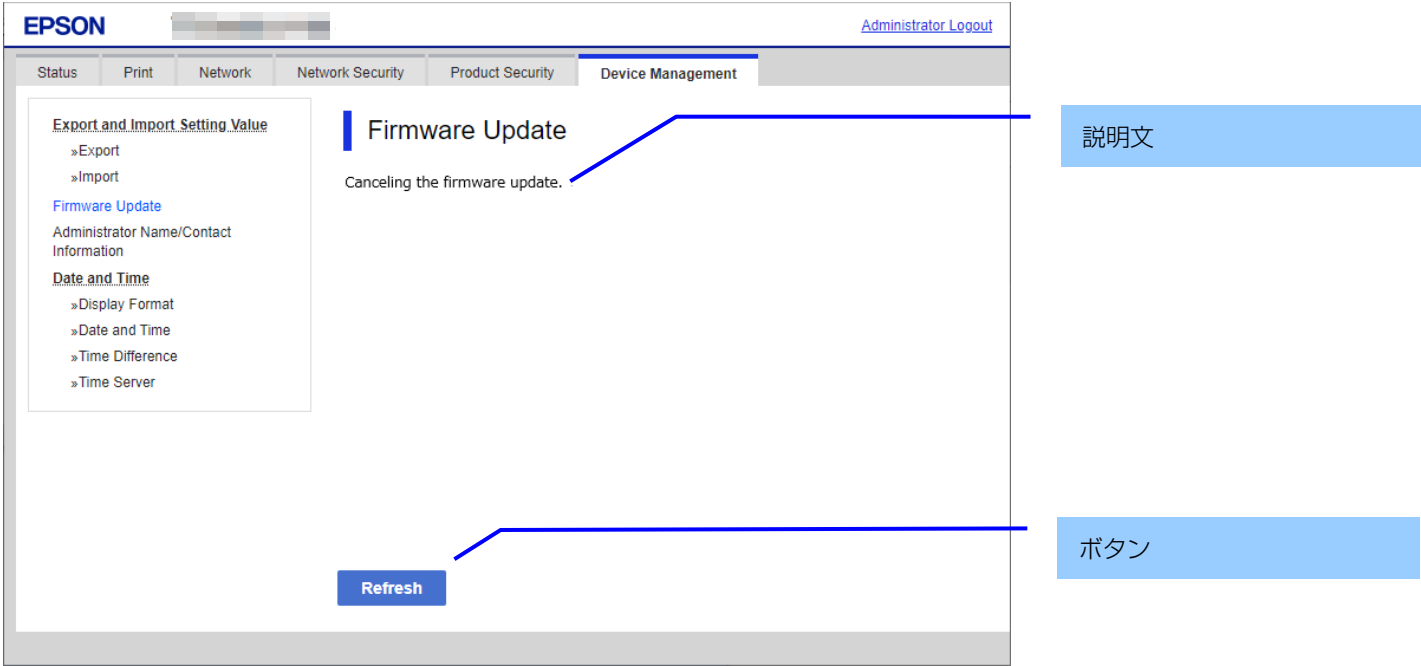 EPSON
Administrator Logout
Status Print Network Network Security Product Security Device Management
Export and Import Setting Value
»Export
»Import
Firmware Update
Administrator Name/Contact
Information
Date and Time
»Display Format
»Date and Time
»Time Difference
»Time Server
Firmware Update
Canceling the firmware update.
Refresh
説明文
ボタン